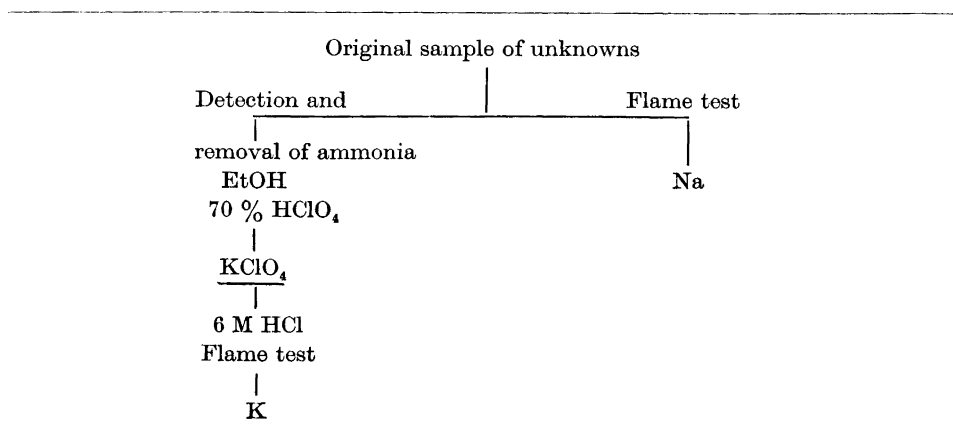 Original sample of unknowns
Detection and
Flame test
removal of ammonia
EtOH
Na
70 % HClO₄
KClO₄
6 M HCl
Flame test
K